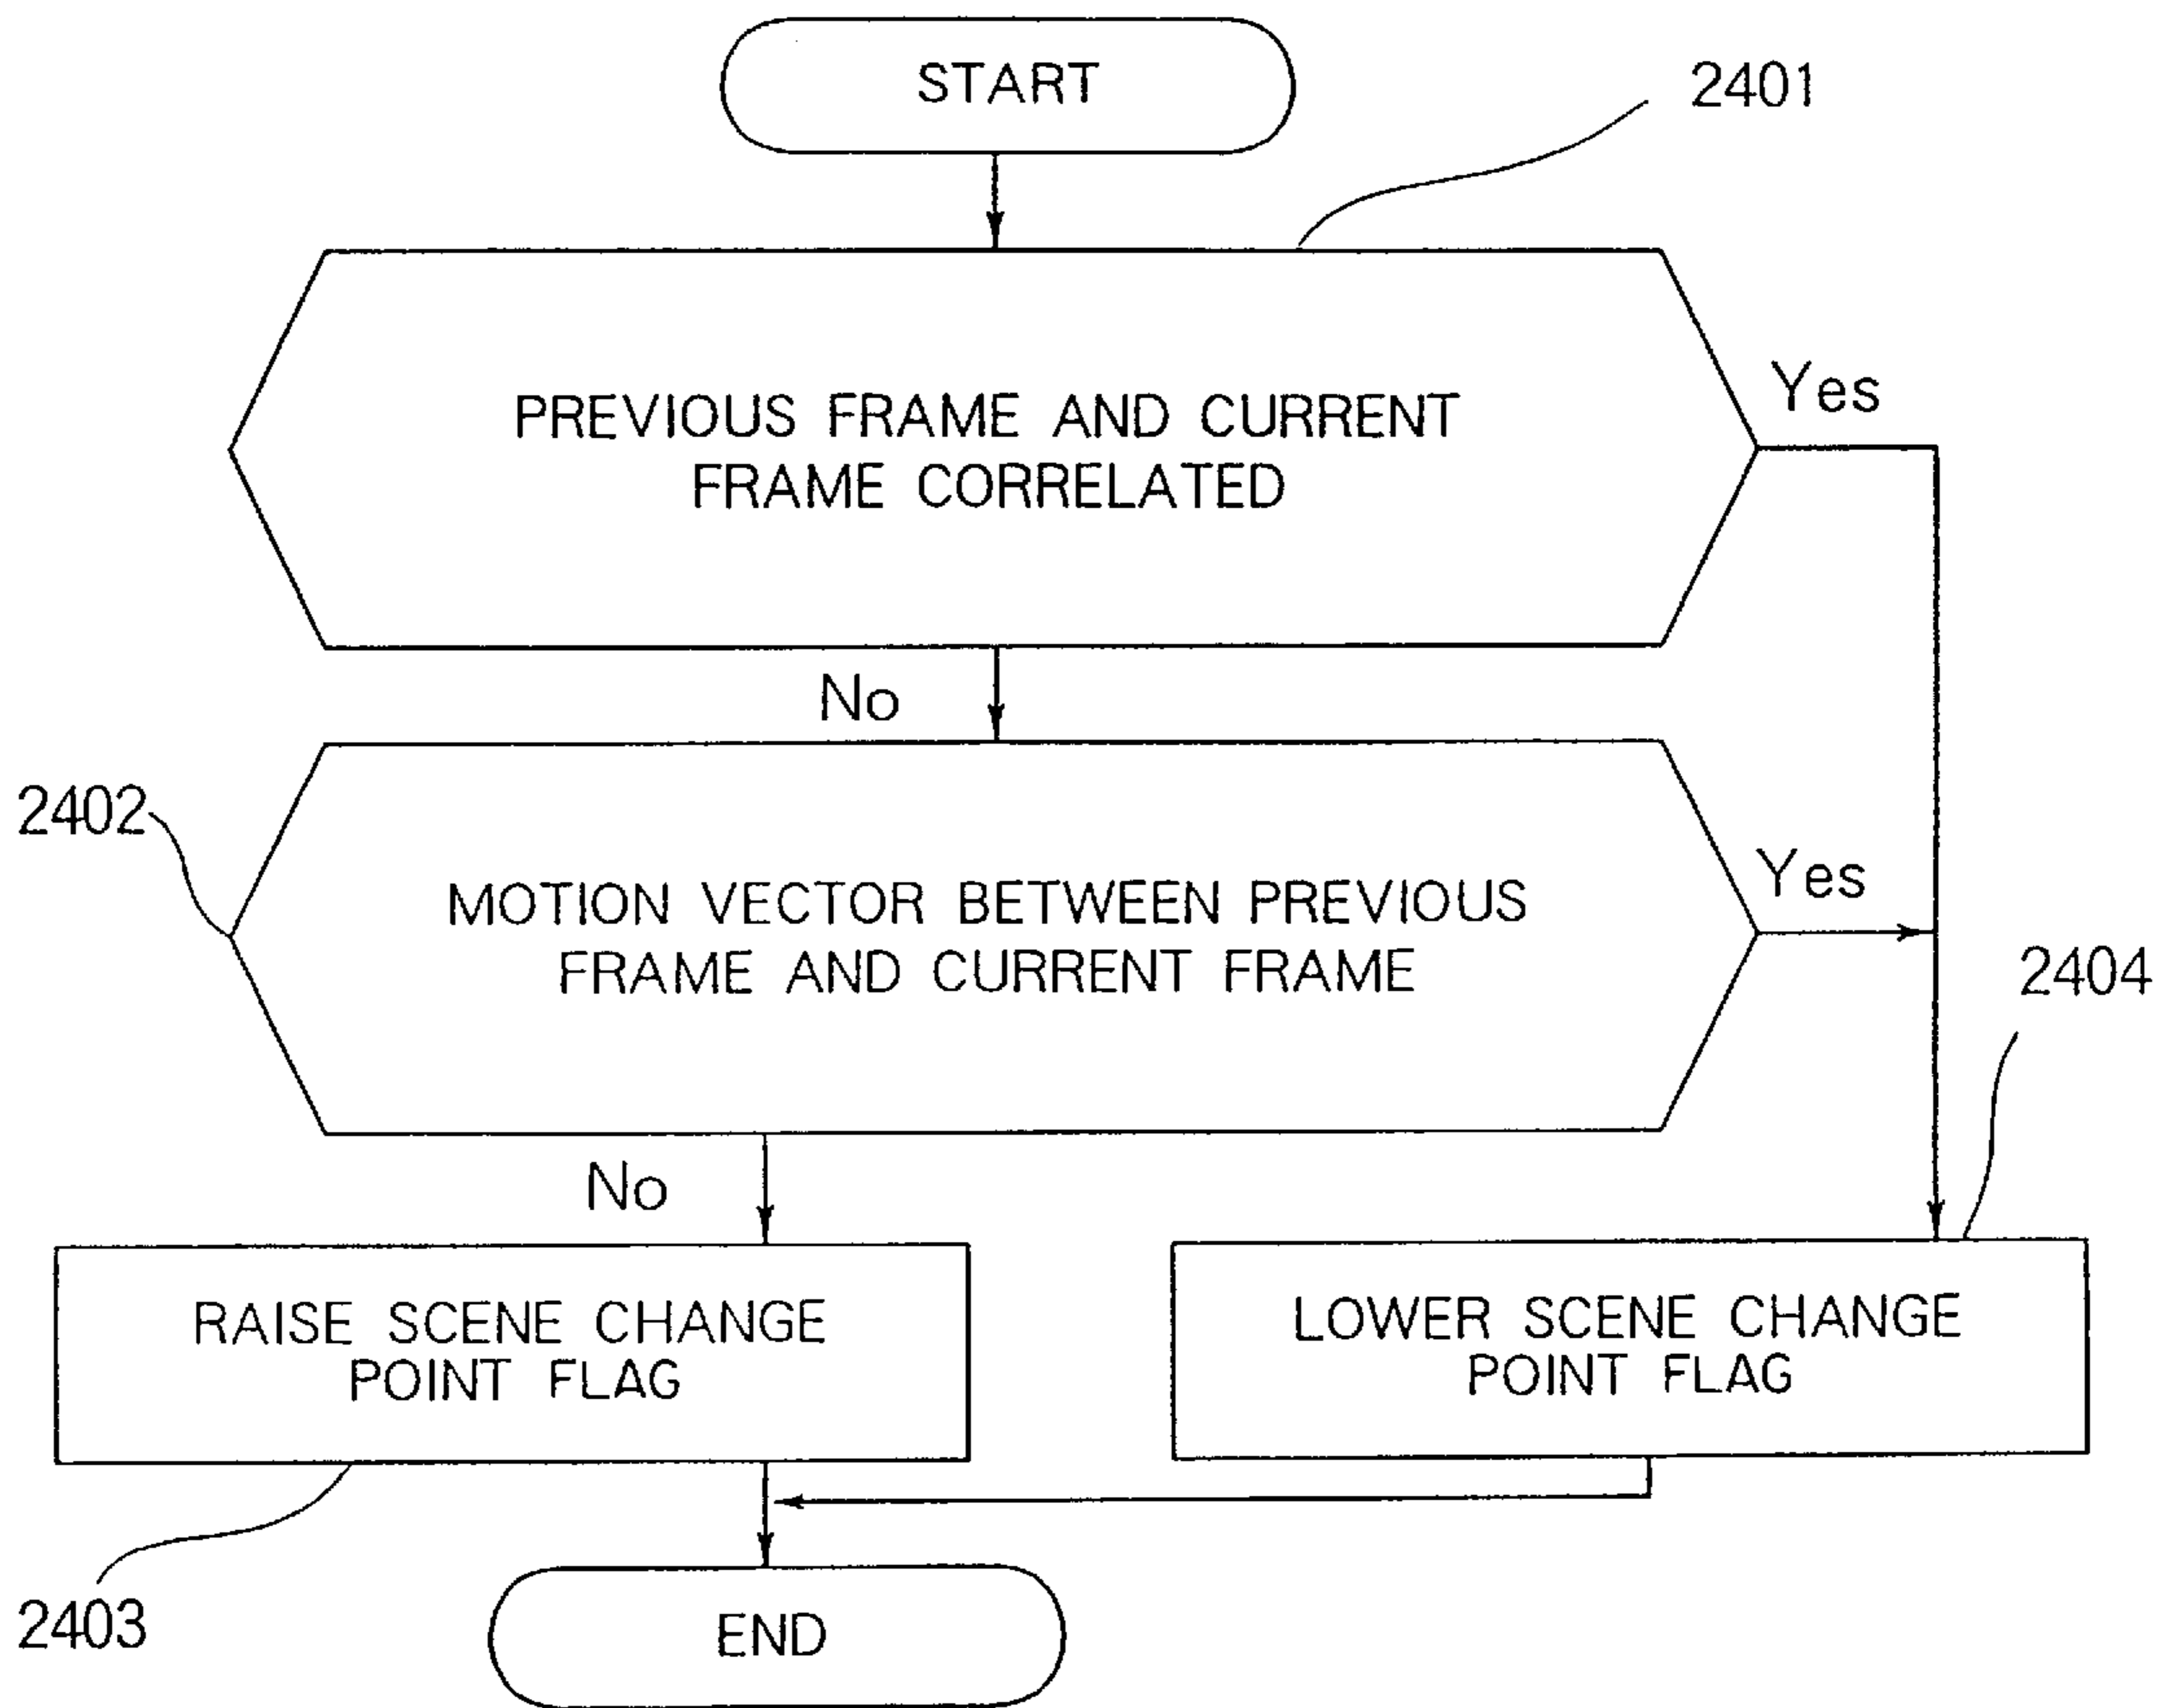 START
2401
PREVIOUS FRAME AND CURRENT
FRAME CORRELATED
Yes
No
2402
MOTION VECTOR BETWEEN PREVIOUS
FRAME AND CURRENT FRAME
Yes
2404
No
RAISE SCENE CHANGE
POINT FLAG
LOWER SCENE CHANGE
POINT FLAG
2403
END